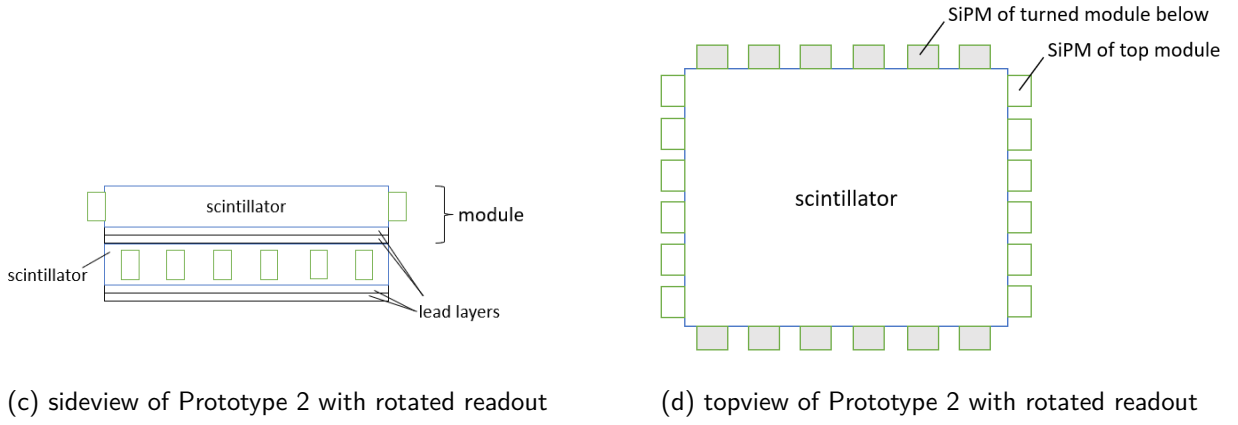 SiPM of turned module below
SiPM of top module
scintillator
module
scintillator
lead layers
scintillator
(c) sideview of Prototype 2 with rotated readout
(d) topview of Prototype 2 with rotated readout